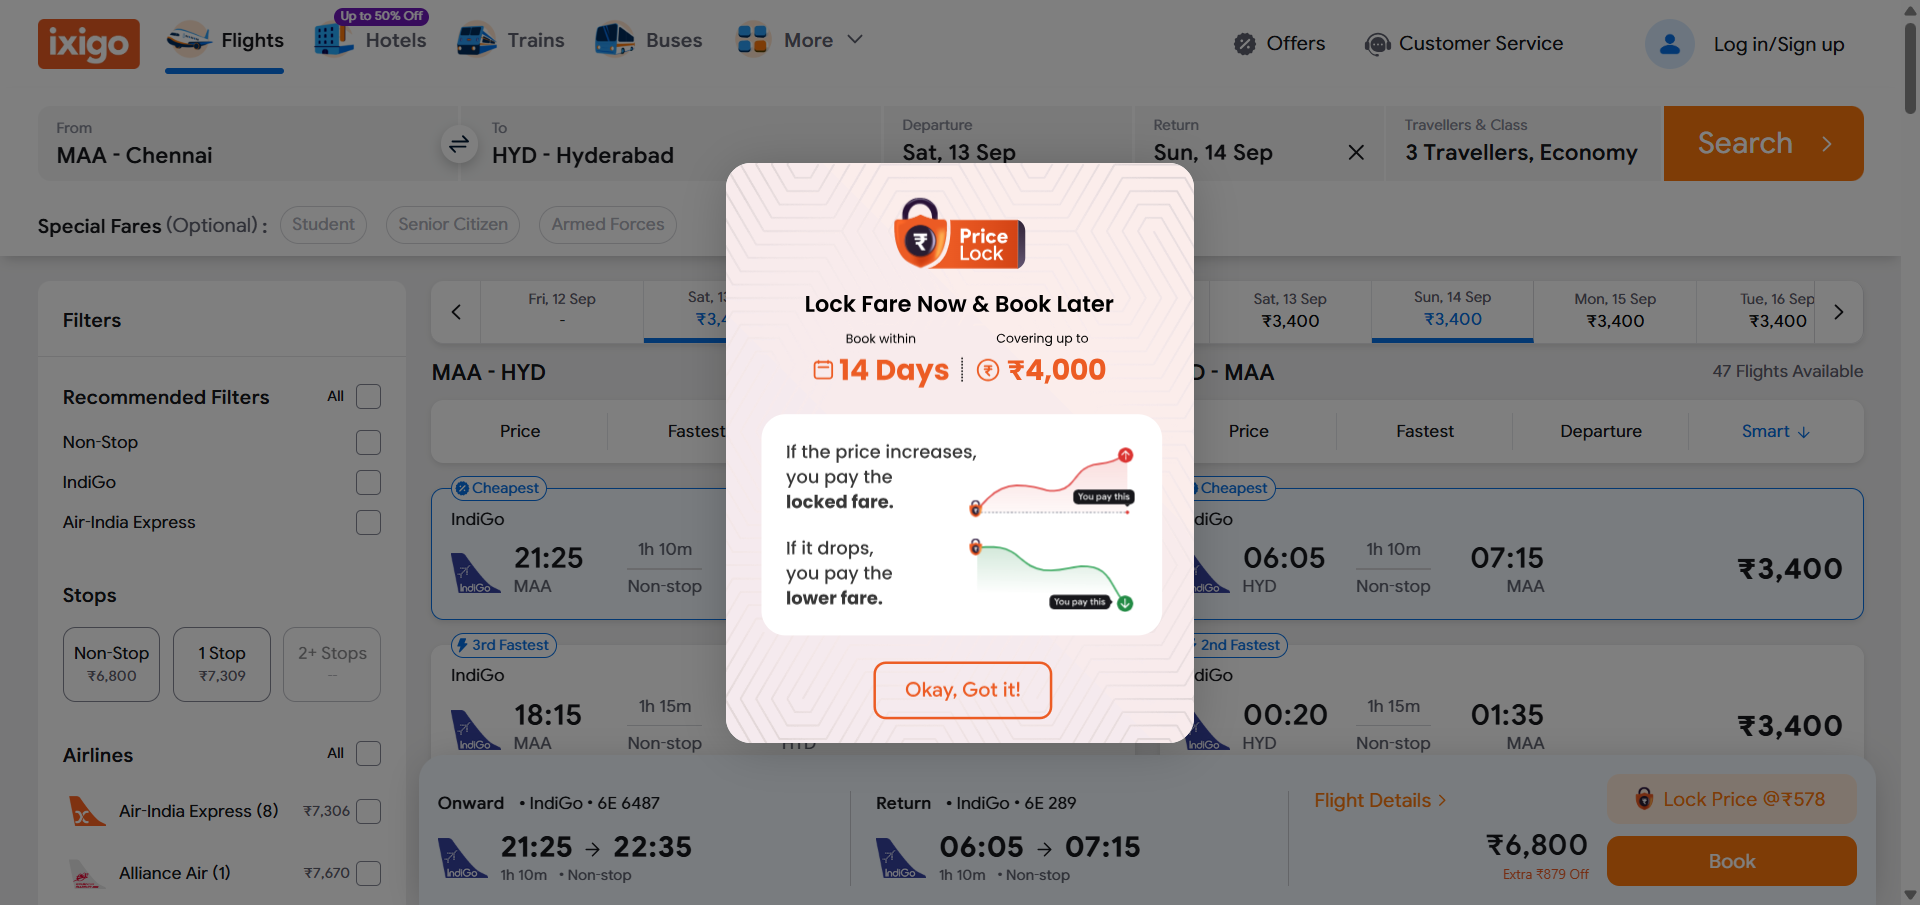 ixigo
Flights
Up to 50% Off
Hotels
Trains
Buses
More
Offers
Customer Service
Log in/Sign up
From
MAA - Chennai
To
HYD - Hyderabad
Departure
Sat, 13 Sep
Return
Sun, 14 Sep
Travellers & Class
3 Travellers, Economy
Search
Special Fares (Optional) :
Student
Senior Citizen
Armed Forces
Filters
Recommended Filters
All
Non-Stop
IndiGo
Air-India Express
Stops
Non-Stop
₹6,800
1 Stop
₹7,309
2+ Stops
--
Airlines
All
Air-India Express (8)
₹7,306
Alliance Air (1)
₹7,670
Fri, 12 Sep
-
Sat, 13
₹3,4
MAA - HYD
Price
Fastest
Cheapest
IndiGo
IndiGo
21:25
MAA
1h 10m
Non-stop
3rd Fastest
IndiGo
IndiGo
18:15
MAA
1h 15m
Non-stop
HYD
Price
Lock
Lock Fare Now & Book Later
Book within
14 Days
Covering up to
₹4,000
If the price increases,
you pay the
locked fare.
You pay this
If it drops,
you pay the
lower fare.
You pay this
Okay, Got it!
Sat, 13 Sep
₹3,400
Sun, 14 Sep
₹3,400
Mon, 15 Sep
₹3,400
Tue, 16 Sep
₹3,400
D - MAA
47 Flights Available
Price
Fastest
Departure
Smart
Cheapest
diGo
IndiGo
06:05
HYD
1h 10m
Non-stop
07:15
MAA
₹3,400
2nd Fastest
diGo
IndiGo
00:20
HYD
1h 15m
Non-stop
01:35
MAA
₹3,400
Onward • IndiGo • 6E 6487
IndiGo
21:25 → 22:35
1h 10m • Non-stop
Return • IndiGo • 6E 289
IndiGo
06:05 → 07:15
1h 10m • Non-stop
Flight Details
₹6,800
Extra ₹879 Off
Lock Price @₹578
Book